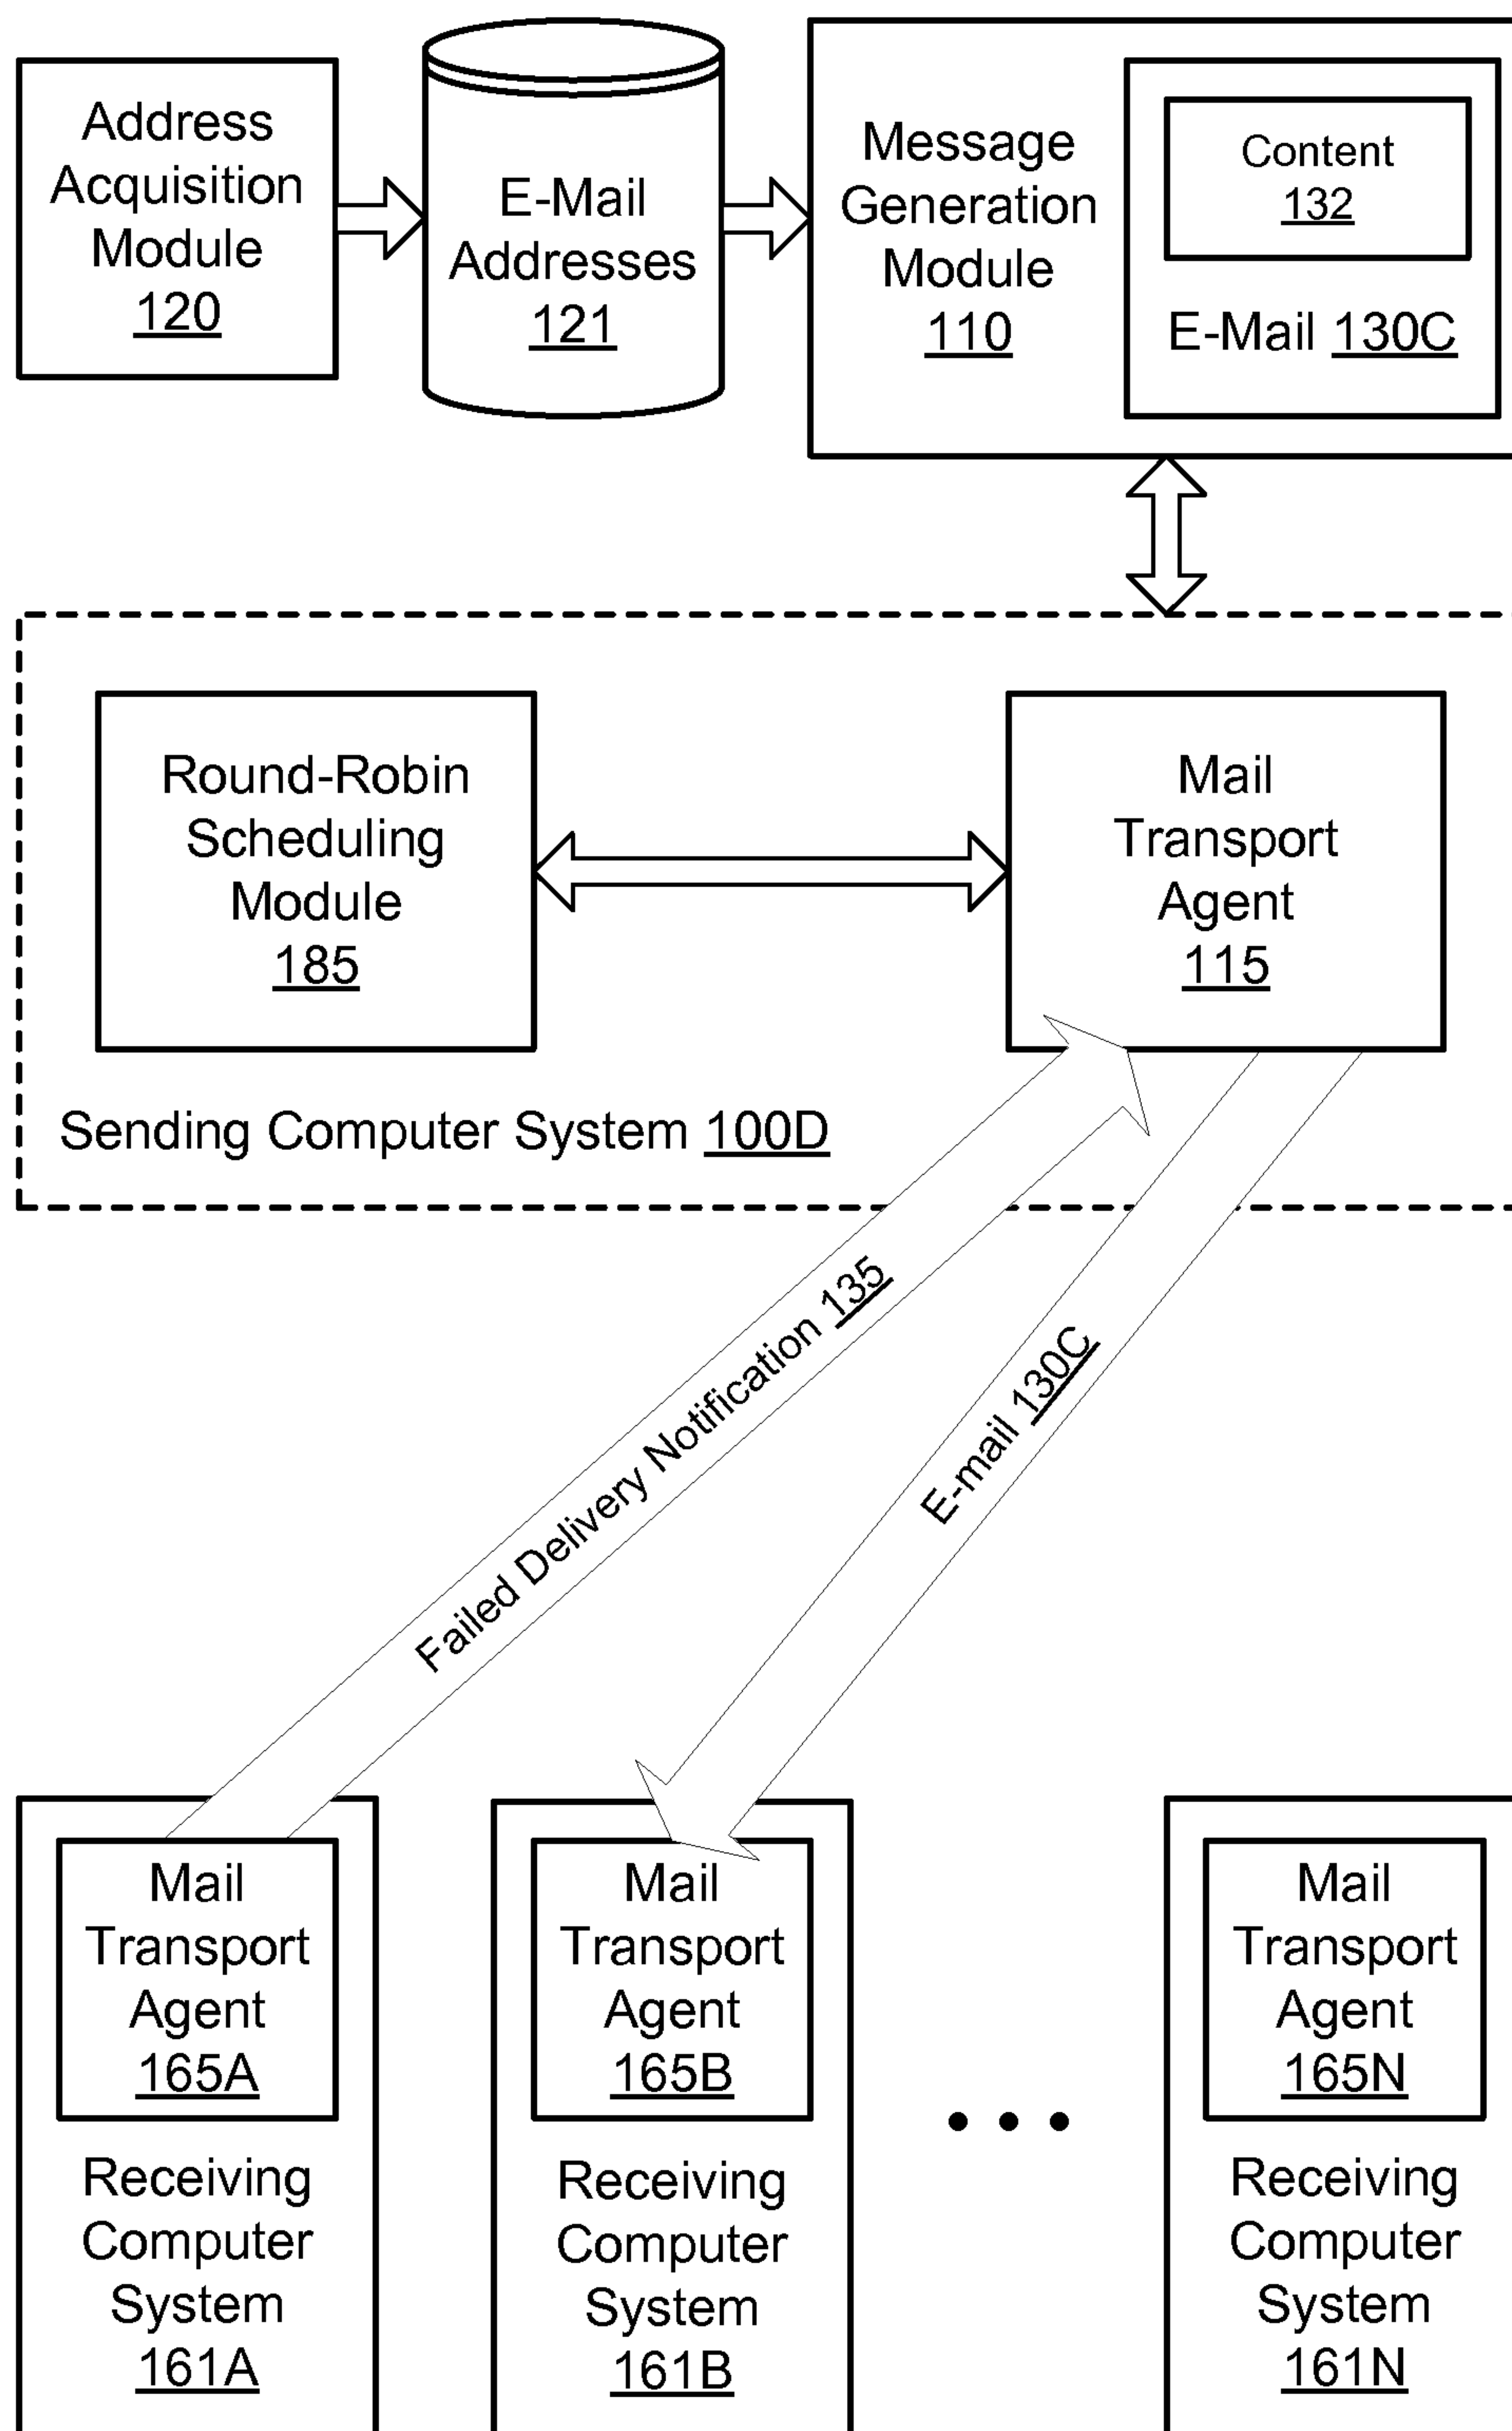 Address
Acquisition
Module
120
E-Mail
Addresses
121
Message
Generation
Module
110
Content
132
E-Mail 130C
Round-Robin
Scheduling
Module
185
Mail
Transport
Agent
115
Sending Computer System 100D
Failed Delivery Notification 135
E-mail 130C
Mail
Transport
Agent
165A
Receiving
Computer
System
161A
Mail
Transport
Agent
165B
Receiving
Computer
System
161B
Mail
Transport
Agent
165N
Receiving
Computer
System
161N